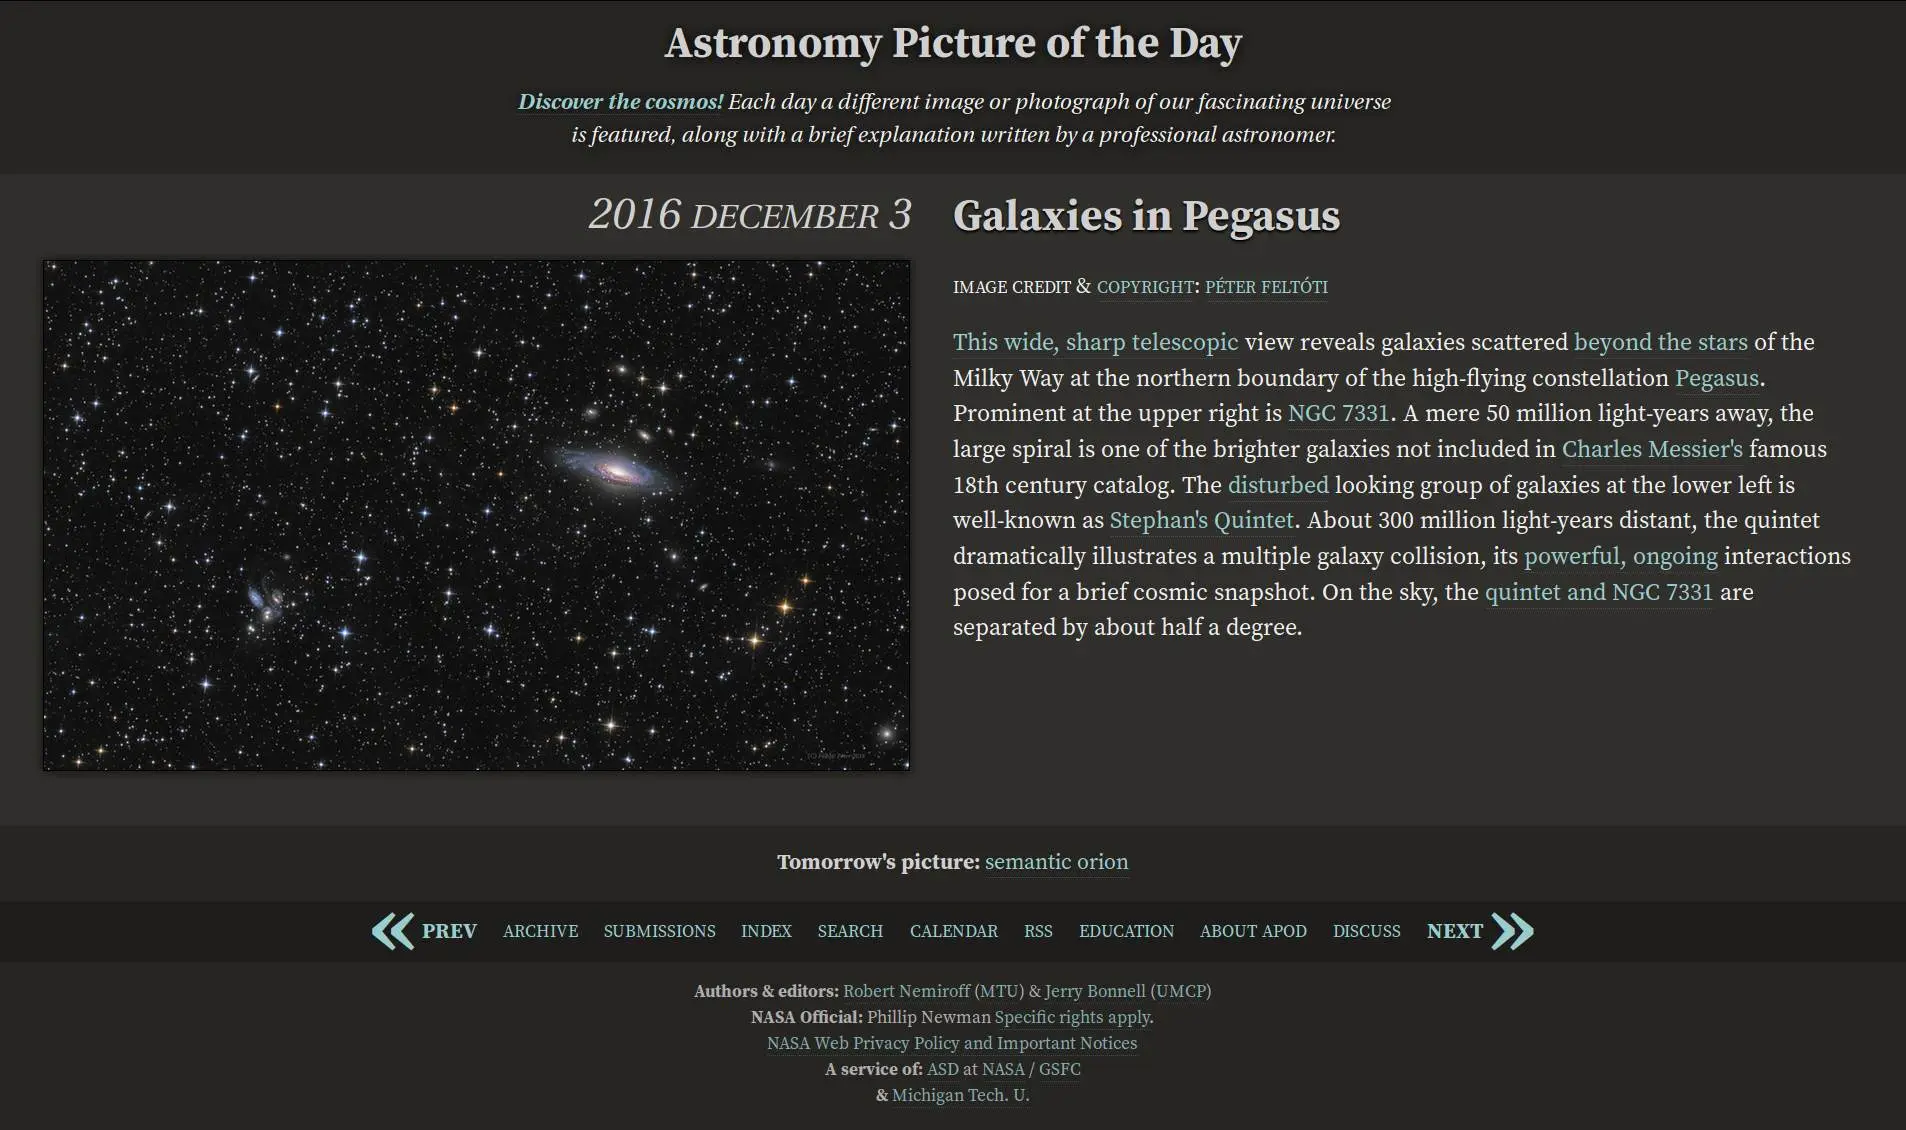 Astronomy Picture of the Day
Discover the cosmos! Each day a different image or photograph of our fascinating universe
is featured, along with a brief explanation written by a professional astronomer.
2016 DECEMBER 3
Galaxies in Pegasus
IMAGE CREDIT & COPYRIGHT: PÉTER FELTÓTI
This wide, sharp telescopic view reveals galaxies scattered beyond the stars of the
Milky Way at the northern boundary of the high-flying constellation Pegasus.
Prominent at the upper right is NGC 7331. A mere 50 million light-years away, the
large spiral is one of the brighter galaxies not included in Charles Messier's famous
18th century catalog. The disturbed looking group of galaxies at the lower left is
well-known as Stephan's Quintet. About 300 million light-years distant, the quintet
dramatically illustrates a multiple galaxy collision, its powerful, ongoing interactions
posed for a brief cosmic snapshot. On the sky, the quintet and NGC 7331 are
separated by about half a degree.
Tomorrow's picture: semantic orion
« PREV ARCHIVE SUBMISSIONS INDEX SEARCH CALENDAR RSS EDUCATION ABOUT APOD DISCUSS NEXT »
Authors & editors: Robert Nemiroff (MTU) & Jerry Bonnell (UMCP)
NASA Official: Phillip Newman Specific rights apply.
NASA Web Privacy Policy and Important Notices
A service of: ASD at NASA / GSFC
& Michigan Tech. U.